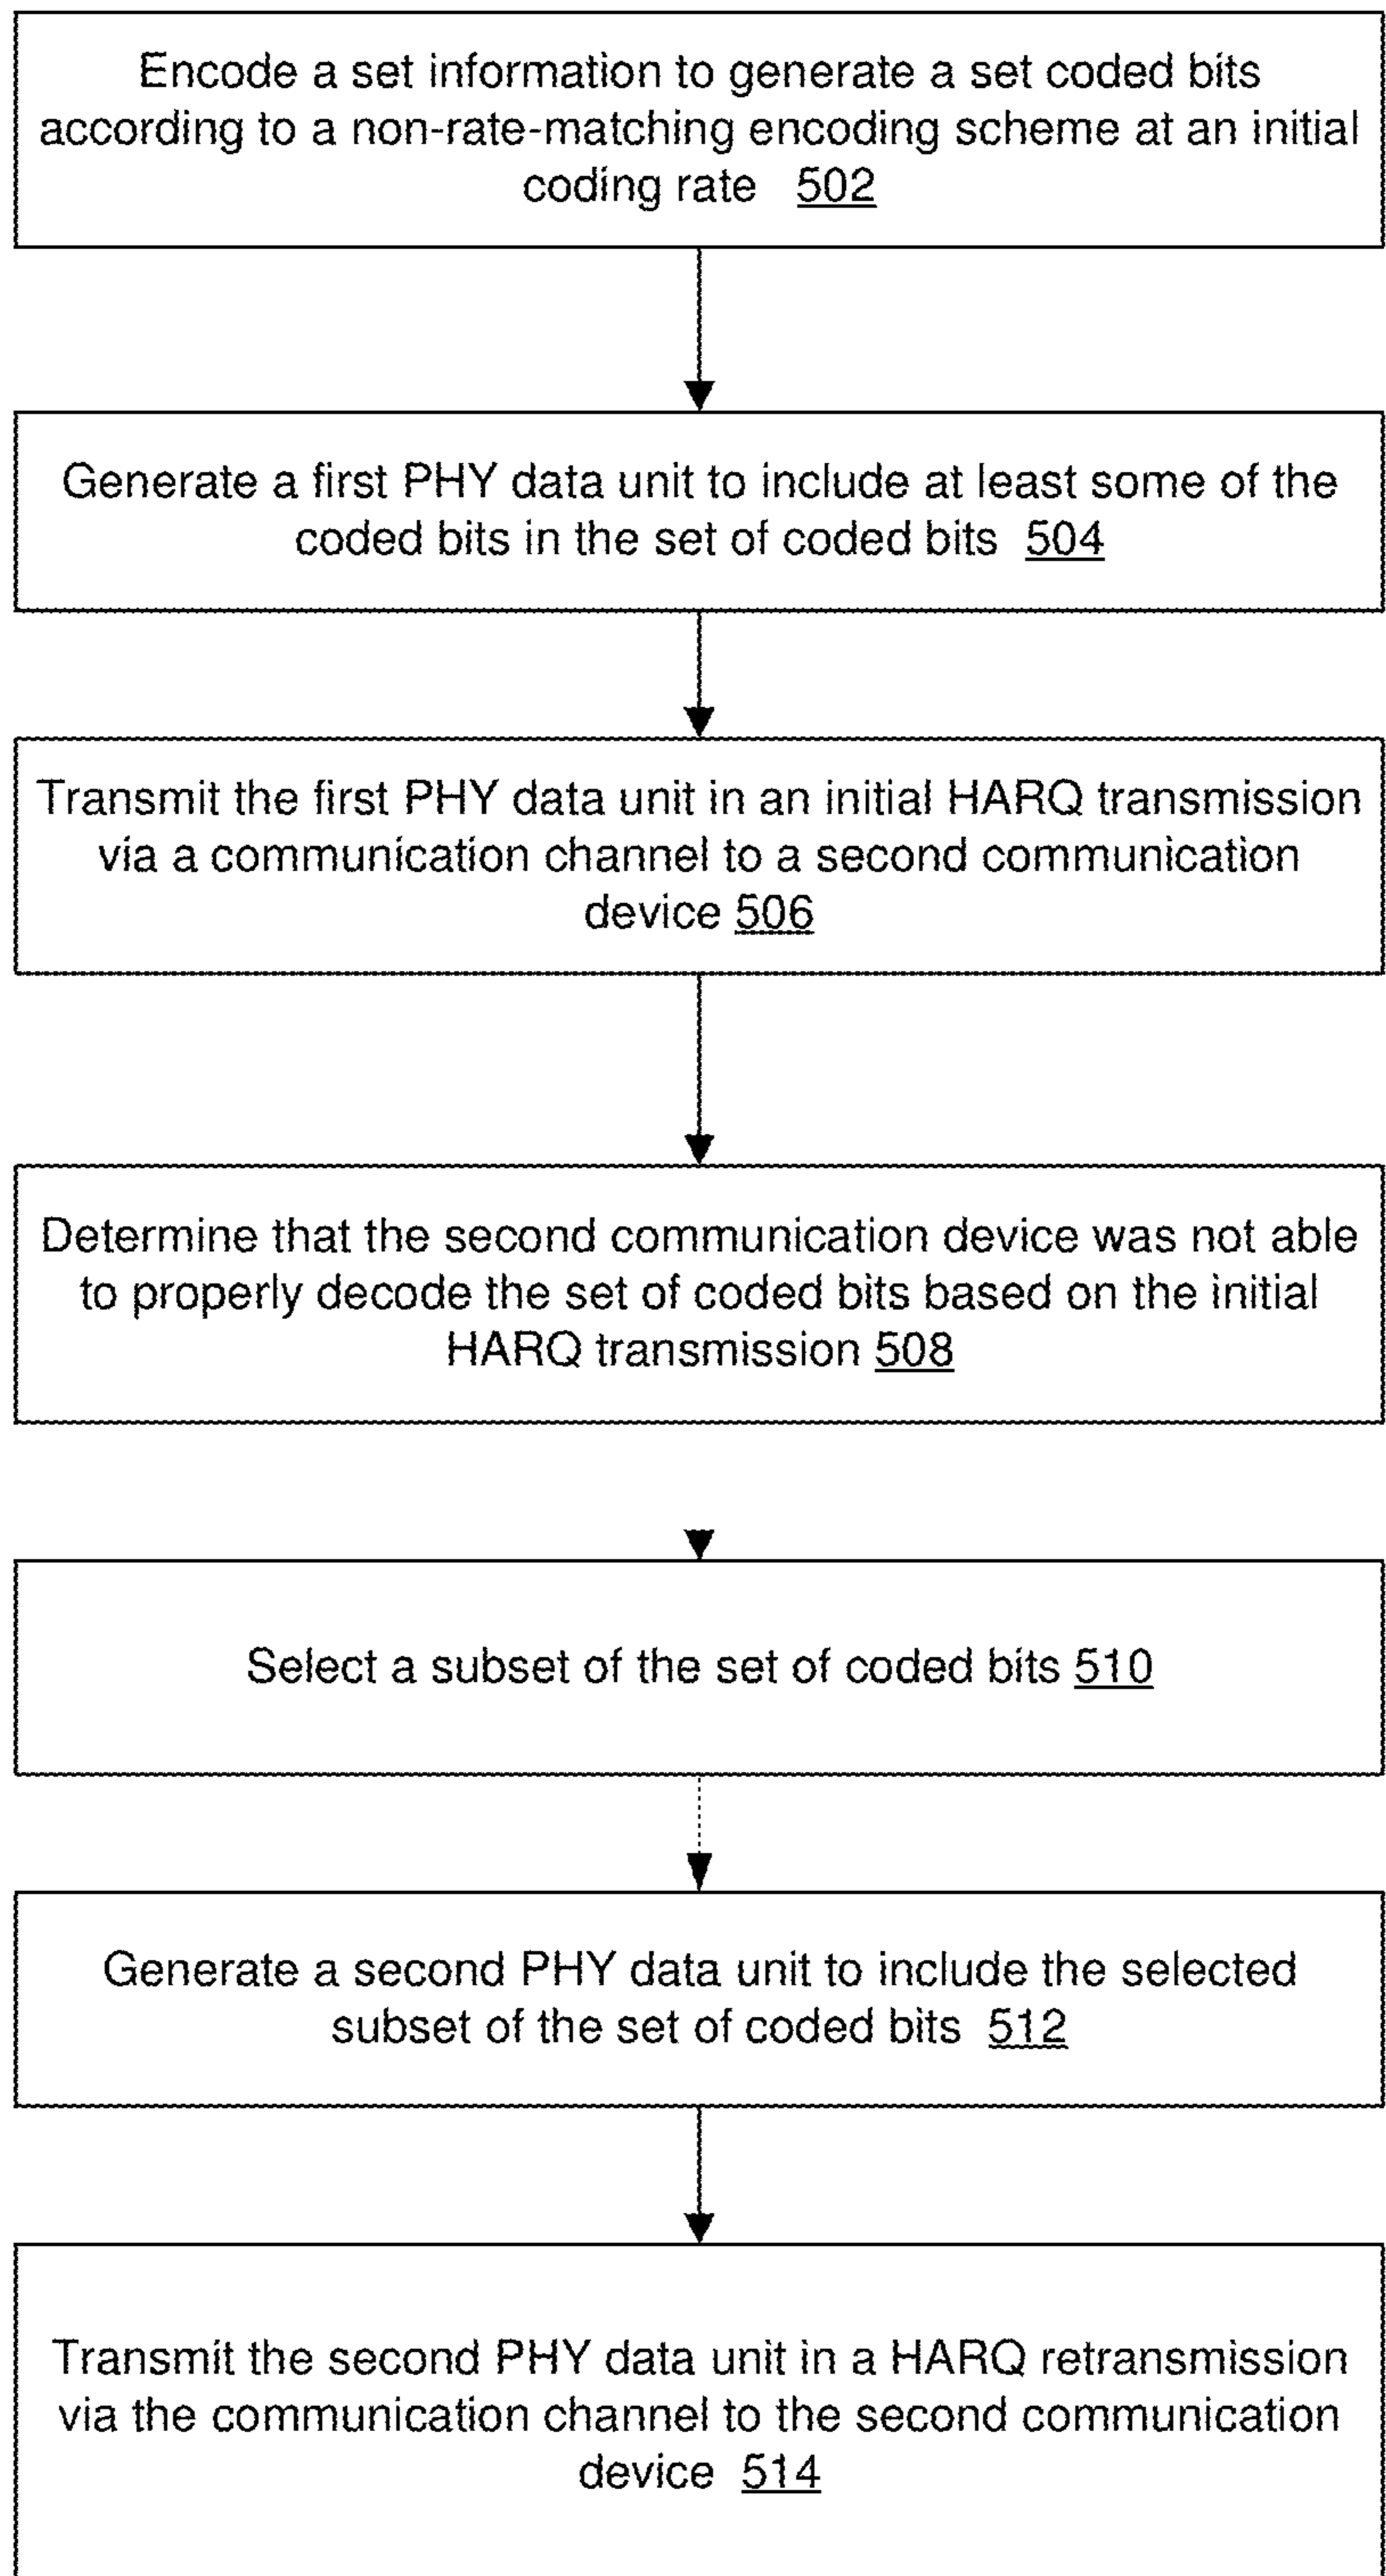 Encode a set information to generate a set coded bits
according to a non-rate-matching encoding scheme at an initial
coding rate 502
Generate a first PHY data unit to include at least some of the
coded bits in the set of coded bits 504
Transmit the first PHY data unit in an initial HARQ transmission
via a communication channel to a second communication
device 506
Determine that the second communication device was not able
to properly decode the set of coded bits based on the initial
HARQ transmission 508
Select a subset of the set of coded bits 510
Generate a second PHY data unit to include the selected
subset of the set of coded bits 512
Transmit the second PHY data unit in a HARQ retransmission
via the communication channel to the second communication
device 514